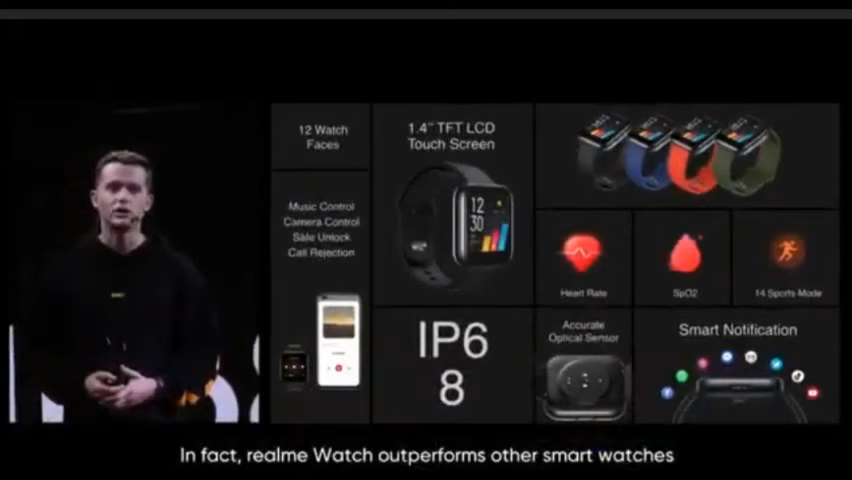 12 Watch
Faces
Music Control
Camera Control
Safe Unlock
Call Rejection
1.4" TFT LCD
Touch Screen
12
30
IP6
8
Heart Rate
SpO2
14 Sports Mode
Accurate
Optical Sensor
Smart Notification
In fact, realme Watch outperforms other smart watches